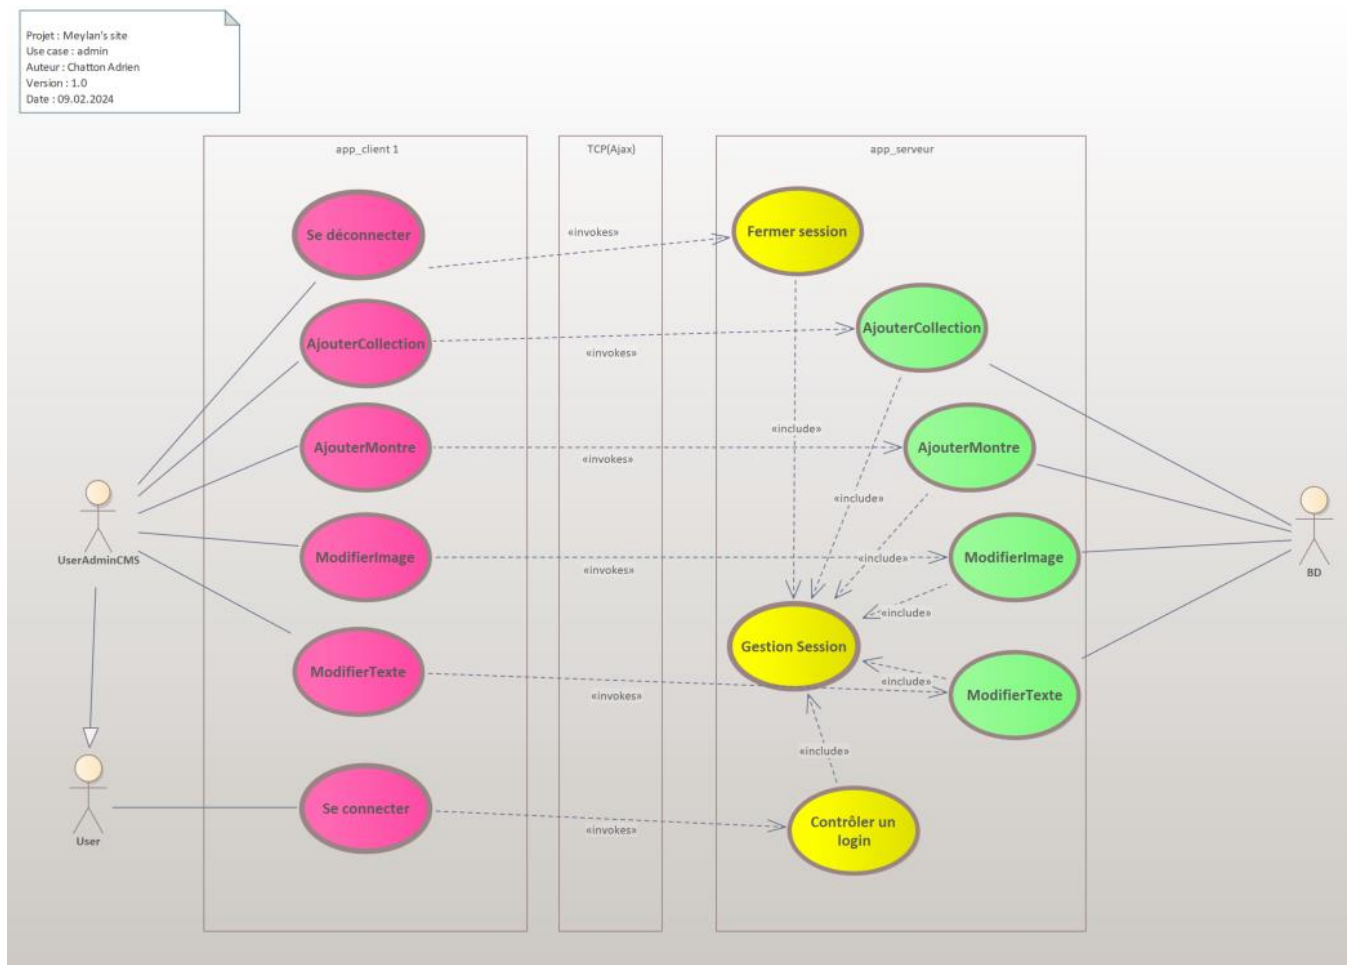 Projet : Meylan's site
Use case : admin
Auteur : Chatton Adrien
Version : 1.0
Date : 09.02.2024
app_client 1
TCP(Ajax)
app_serveur
Se déconnecter
«invokes»
Fermer session
AjouterCollection
«invokes»
AjouterCollection
«include»
AjouterMontre
«invokes»
AjouterMontre
«include»
UserAdminCMS
ModifierImage
«invokes»
«include»
ModifierImage
BD
«include»
Gestion Session
ModifierTexte
«invokes»
«include»
ModifierTexte
«include»
User
Se connecter
«invokes»
Contrôler un
login